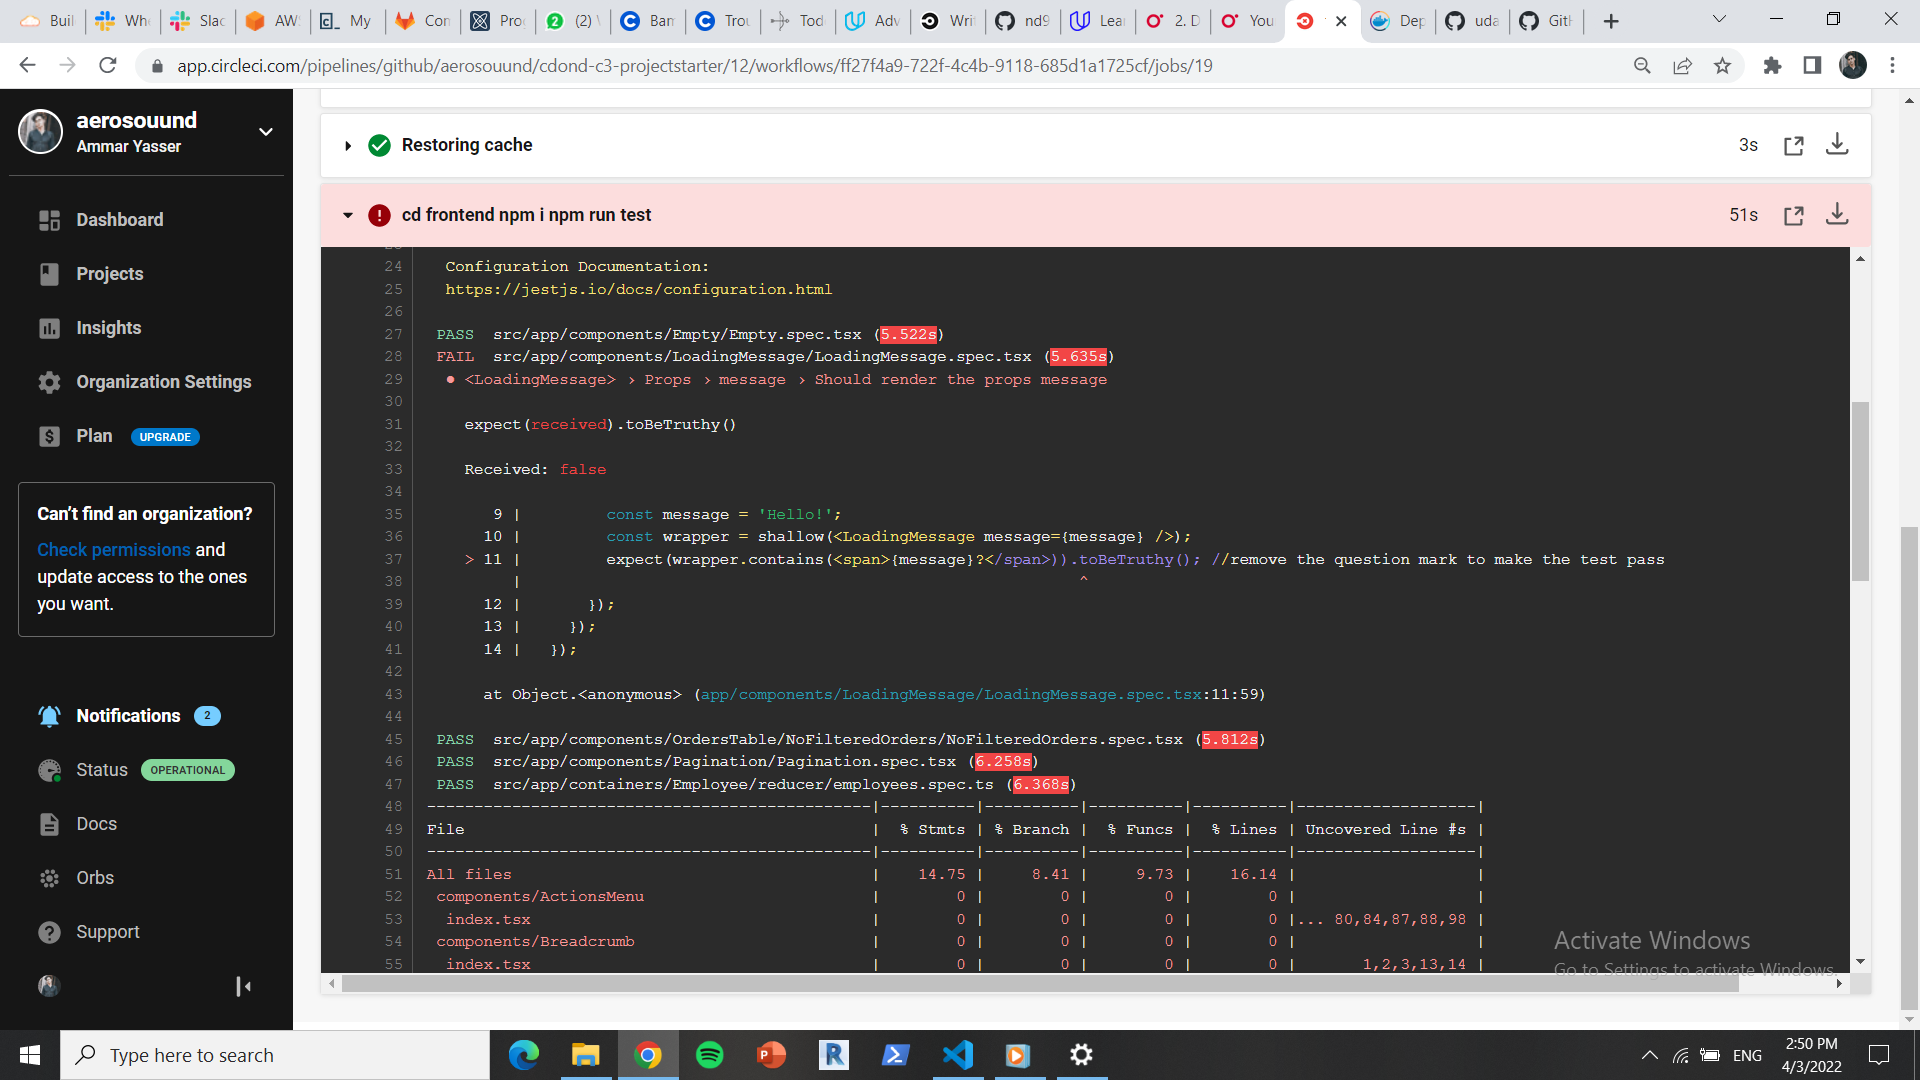 Buil
Whe
Slac
AW
My
Con
Pro
(2)
Ban
Trou
Tod
Adv
Writ
nd9
Lear
2. D
You
Dep
uda
Gith
app.circleci.com/pipelines/github/aerosouund/cdond-c3-projectstarter/12/workflows/ff27f4a9-722f-4c4b-9118-685d1a1725cf/jobs/19
aerosouund
Ammar Yasser
Dashboard
Projects
Insights
Organization Settings
Plan UPGRADE
Can't find an organization?
Check permissions and
update access to the ones
you want.
Notifications 2
Status OPERATIONAL
Docs
Orbs
Support
Restoring cache 3s
cd frontend npm i npm run test 51s
24 Configuration Documentation:
25 https://jestjs.io/docs/configuration.html
26
27 PASS src/app/components/Empty/Empty.spec.tsx (5.522s)
28 FAIL src/app/components/LoadingMessage/LoadingMessage.spec.tsx (5.635s)
29 ● <LoadingMessage> › Props › message › Should render the props message
30
31 expect(received).toBeTruthy()
32
33 Received: false
34
35 9 | const message = 'Hello!';
36 10 | const wrapper = shallow(<LoadingMessage message={message} />);
37 > 11 | expect(wrapper.contains(<span>{message}?</span>)).toBeTruthy(); //remove the question mark to make the test pass
38 | ^
39 12 | });
40 13 | });
41 14 | });
42
43 at Object.<anonymous> (app/components/LoadingMessage/LoadingMessage.spec.tsx:11:59)
44
45 PASS src/app/components/OrdersTable/NoFilteredOrders/NoFilteredOrders.spec.tsx (5.812s)
46 PASS src/app/components/Pagination/Pagination.spec.tsx (6.258s)
47 PASS src/app/containers/Employee/reducer/employees.spec.ts (6.368s)
48 -----------------------------------------------|----------|----------|----------|----------|-------------------|
49 File | % Stmts | % Branch | % Funcs | % Lines | Uncovered Line #s |
50 -----------------------------------------------|----------|----------|----------|----------|-------------------|
51 All files | 14.75 | 8.41 | 9.73 | 16.14 | |
52 components/ActionsMenu | 0 | 0 | 0 | 0 | |
53 index.tsx | 0 | 0 | 0 | 0 |... 80,84,87,88,98 |
54 components/Breadcrumb | 0 | 0 | 0 | 0 | |
55 index.tsx | 0 | 0 | 0 | 0 | 1,2,3,13,14 |
Activate Windows
Go to Settings to activate Windows.
Type here to search
ENG
2:50 PM
4/3/2022